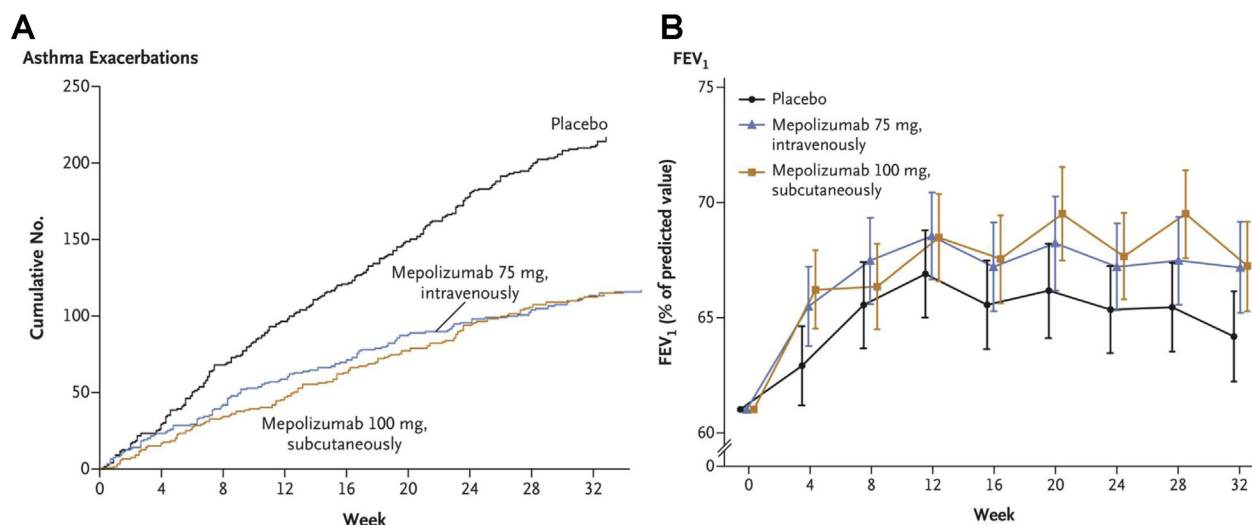 A
Asthma Exacerbations
250
200
150
100
50
0
Cumulative No.
Placebo
Mepolizumab 75 mg,
intravenously
Mepolizumab 100 mg,
subcutaneously
0 4 8 12 16 20 24 28 32
Week
B
FEV1
75
70
65
60
0
FEV1 (% of predicted value)
Placebo
Mepolizumab 75 mg,
intravenously
Mepolizumab 100 mg,
subcutaneously
0 4 8 12 16 20 24 28 32
Week